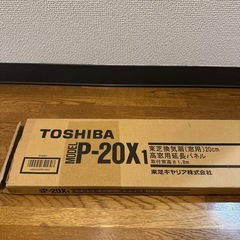 TOSHIBA
MODEL
P-20X1
東芝換気扇(窓用)20cm
高窓用延長パネル
取付窓高さ1.8m
東芝キヤリア株式会社
P-20X1